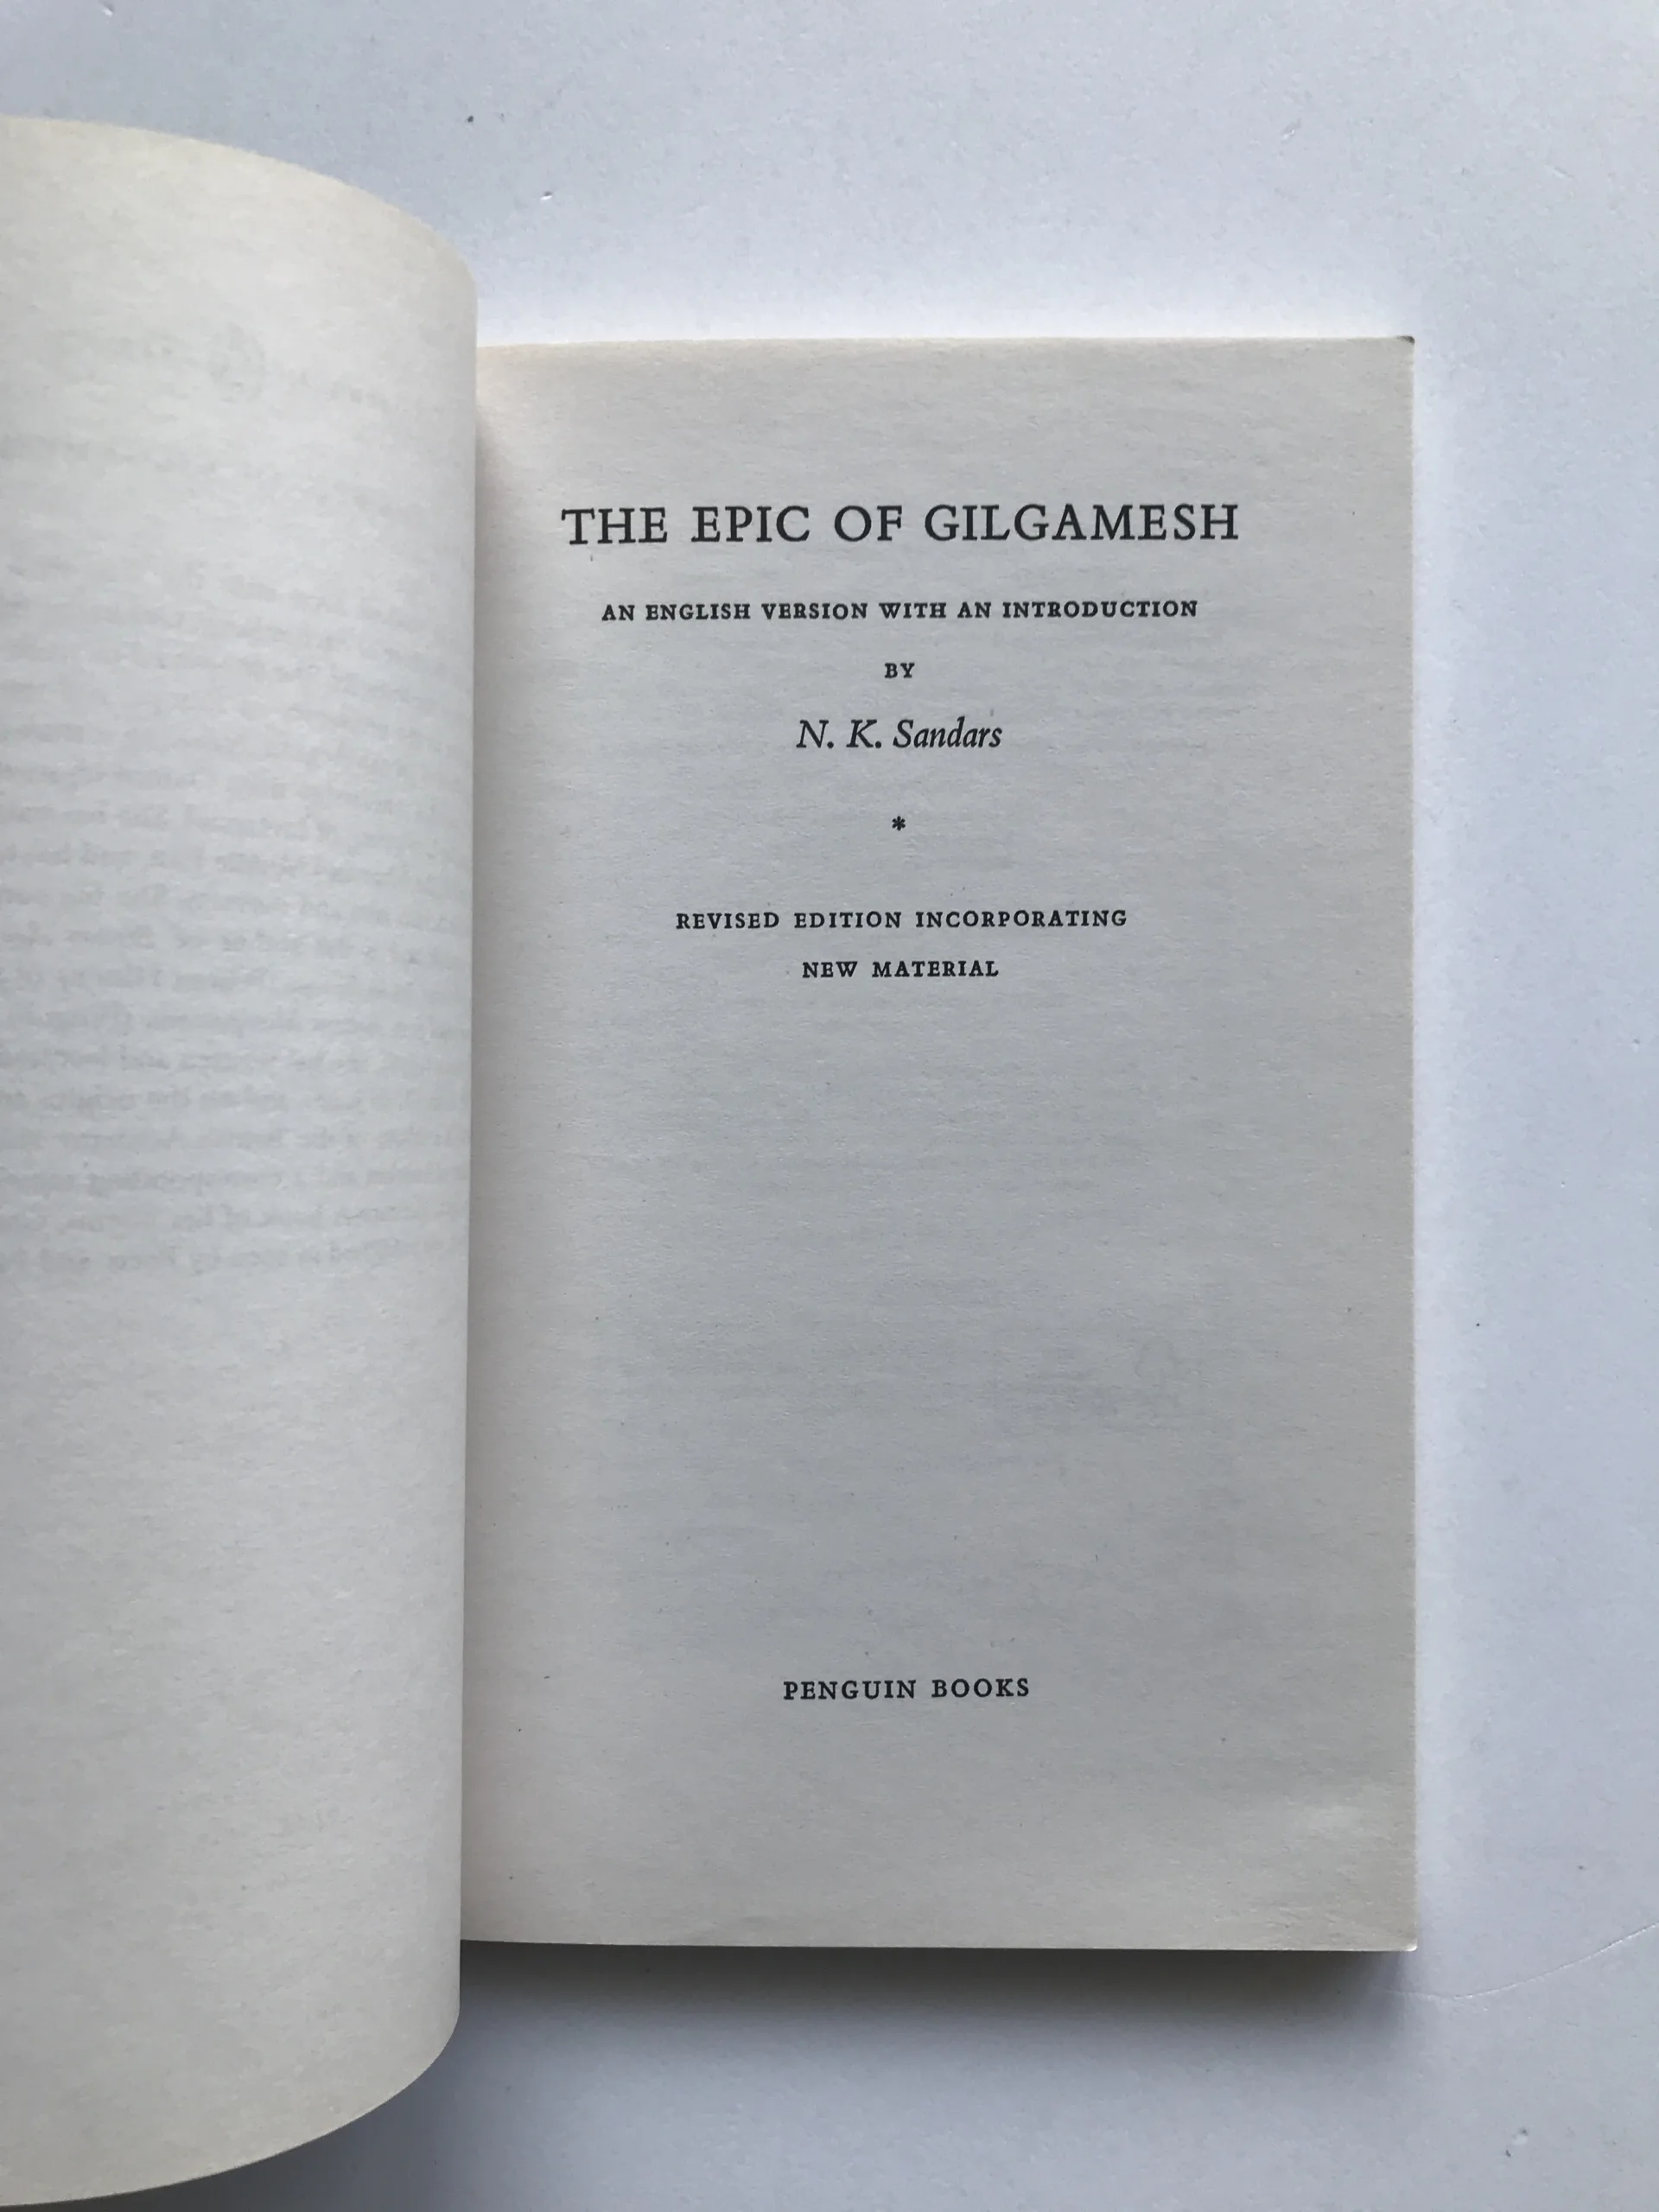 THE EPIC OF GILGAMESH
AN ENGLISH VERSION WITH AN INTRODUCTION
BY
N. K. Sandars
*
REVISED EDITION INCORPORATING
NEW MATERIAL
PENGUIN BOOKS